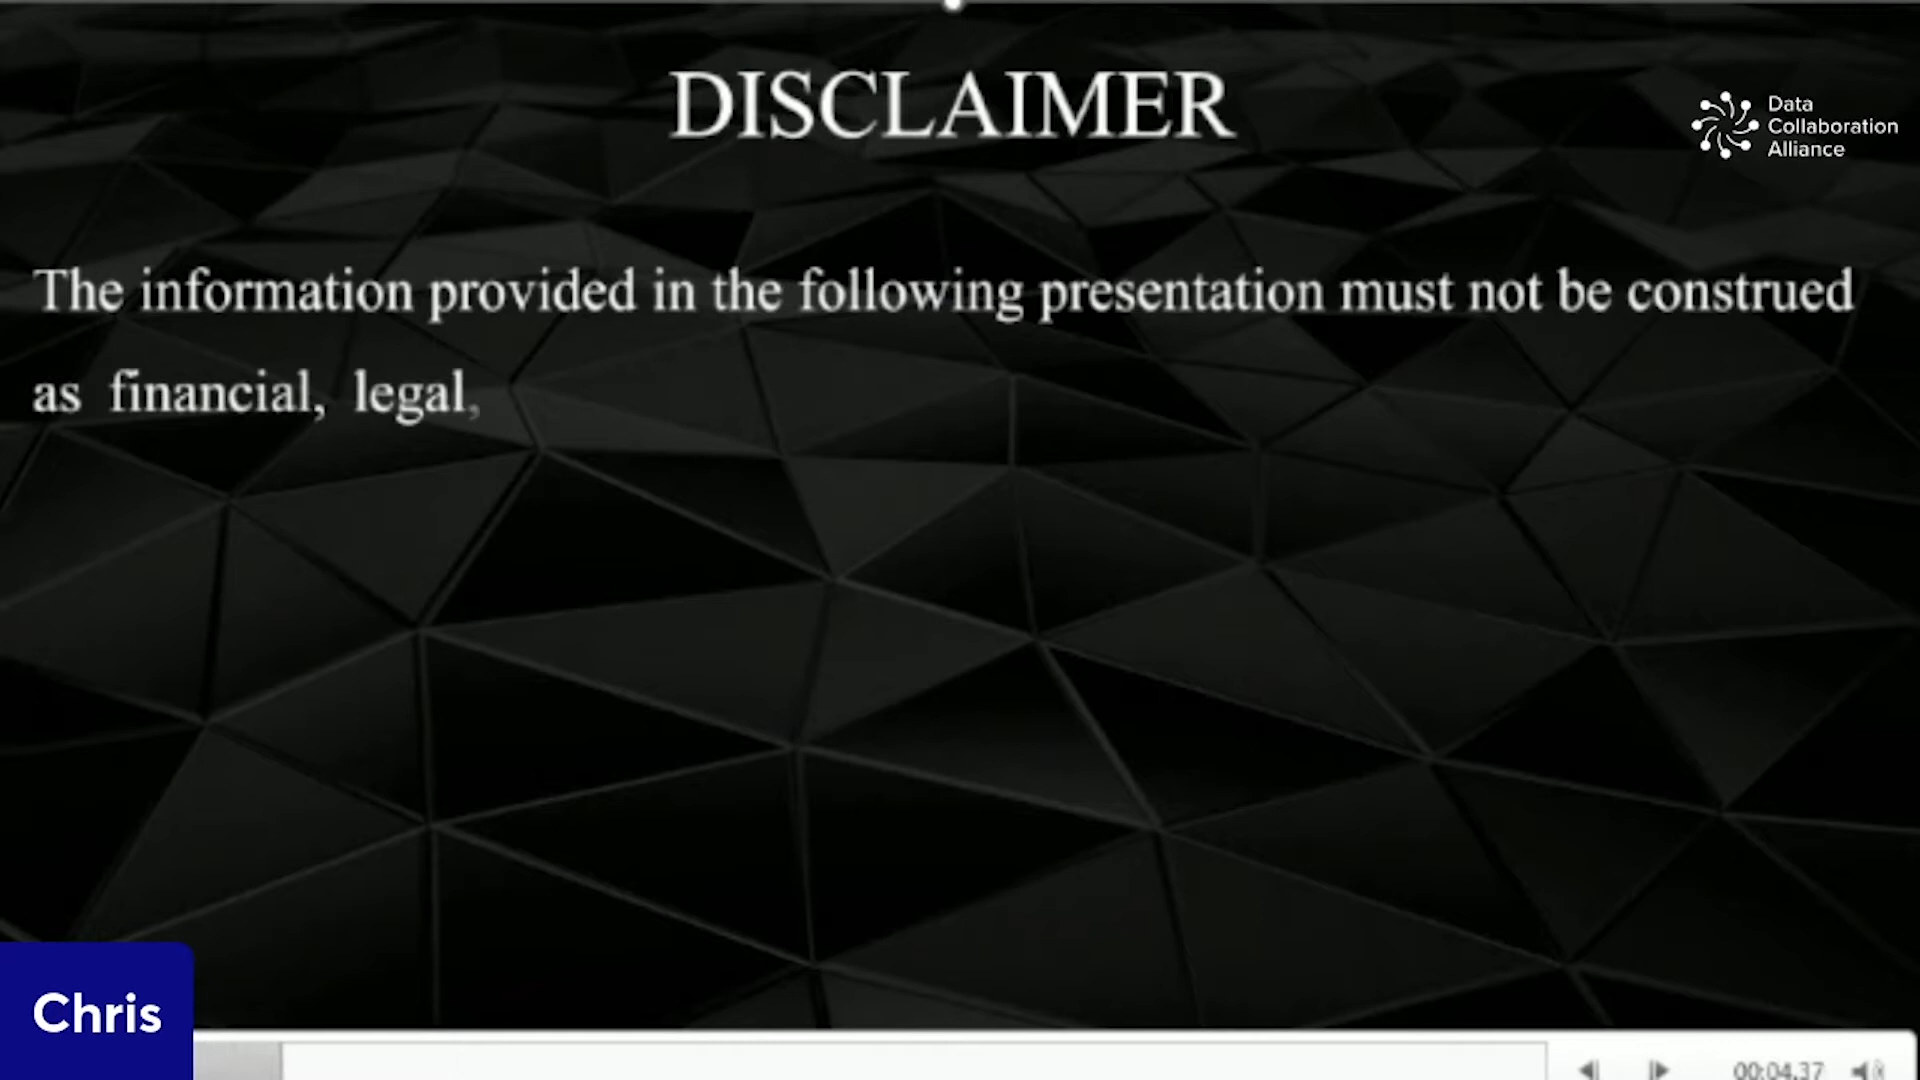 DISCLAIMER
Data
Collaboration
Alliance
The information provided in the following presentation must not be construed
as financial, legal,
Chris
00:04.37